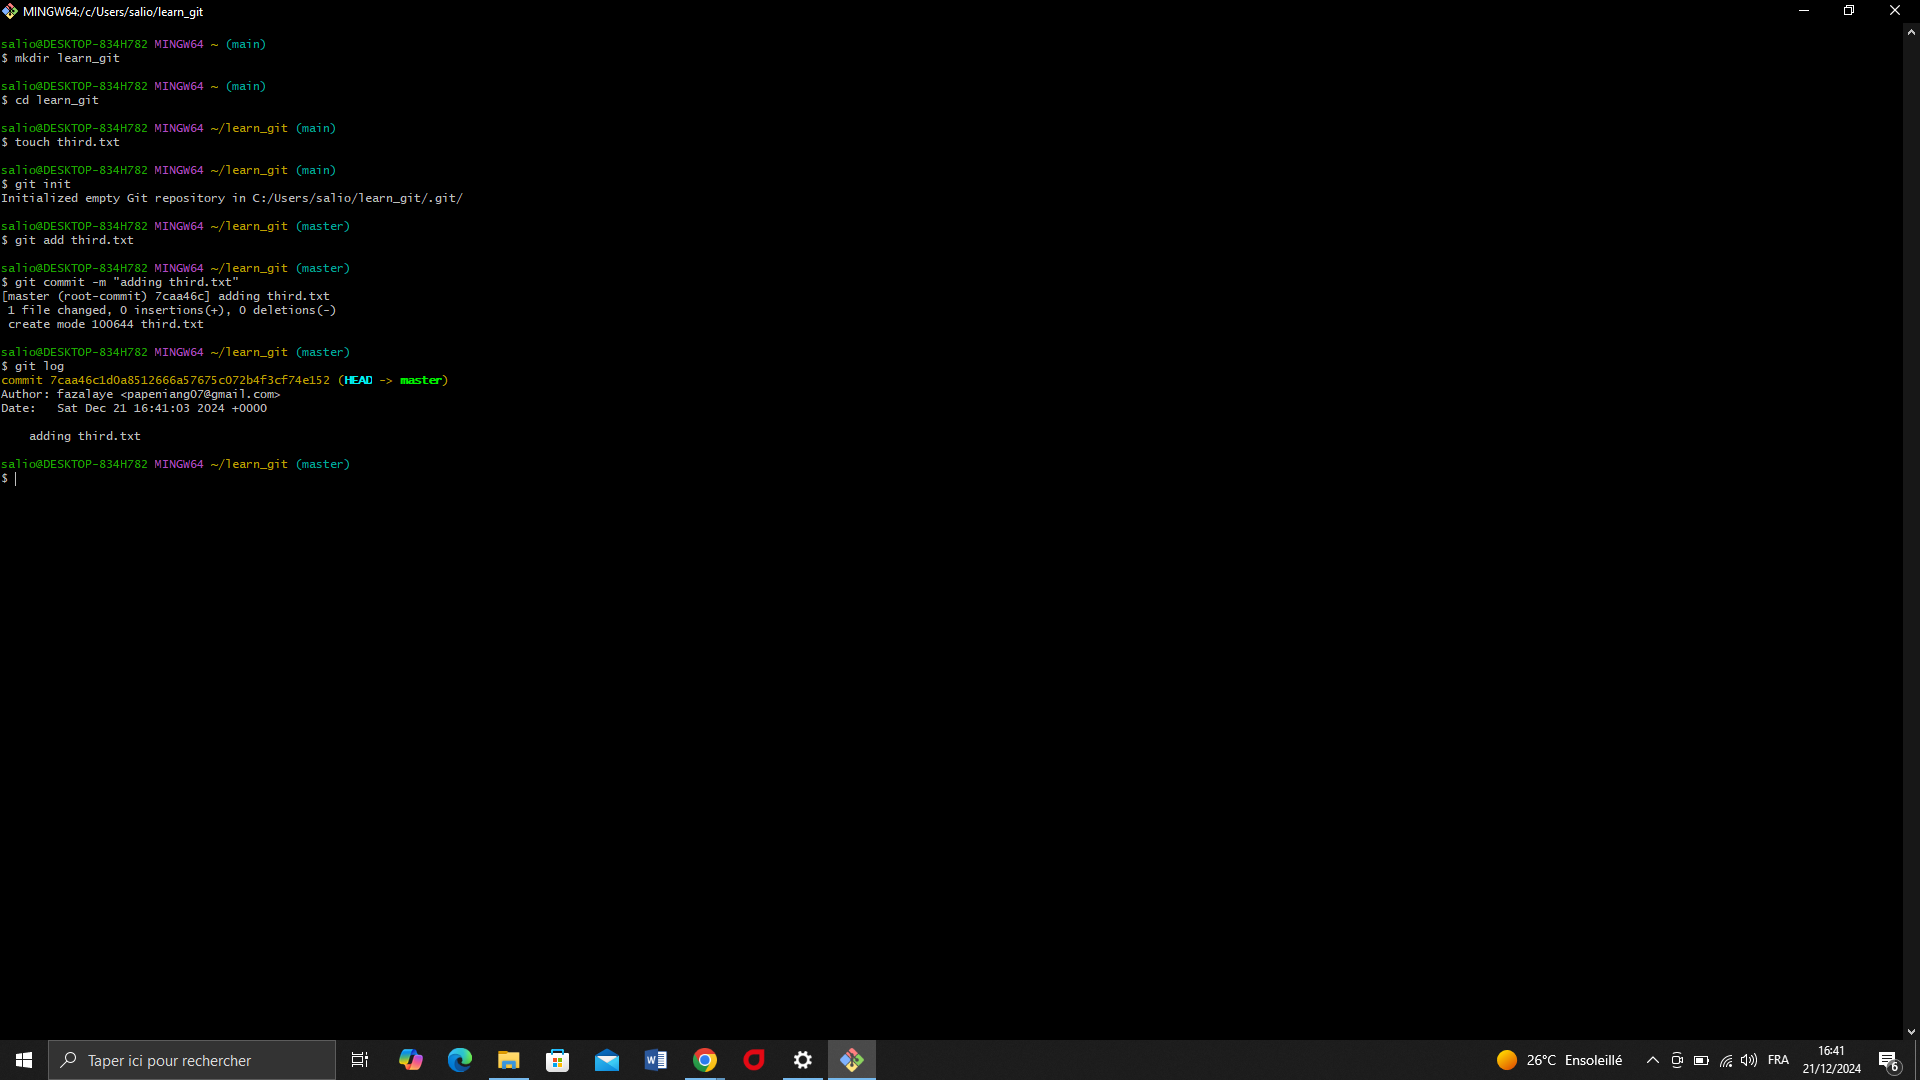 MINGW64:/c/Users/salio/learn_git
salio@DESKTOP-834H782 MINGW64 ~ (main)
$ mkdir learn_git
salio@DESKTOP-834H782 MINGW64 ~ (main)
$ cd learn_git
salio@DESKTOP-834H782 MINGW64 ~/learn_git (main)
$ touch third.txt
salio@DESKTOP-834H782 MINGW64 ~/learn_git (main)
$ git init
Initialized empty Git repository in C:/Users/salio/learn_git/.git/
salio@DESKTOP-834H782 MINGW64 ~/learn_git (master)
$ git add third.txt
salio@DESKTOP-834H782 MINGW64 ~/learn_git (master)
$ git commit -m "adding third.txt"
[master (root-commit) 7caa46c] adding third.txt
 1 file changed, 0 insertions(+), 0 deletions(-)
 create mode 100644 third.txt
salio@DESKTOP-834H782 MINGW64 ~/learn_git (master)
$ git log
commit 7caa46c1d0a8512666a57675c072b4f3cf74e152 (HEAD -> master)
Author: fazalaye <papeniang07@gmail.com>
Date:   Sat Dec 21 16:41:03 2024 +0000
    adding third.txt
salio@DESKTOP-834H782 MINGW64 ~/learn_git (master)
$
Taper ici pour rechercher
26°C Ensoleillé
FRA
16:41
21/12/2024
6